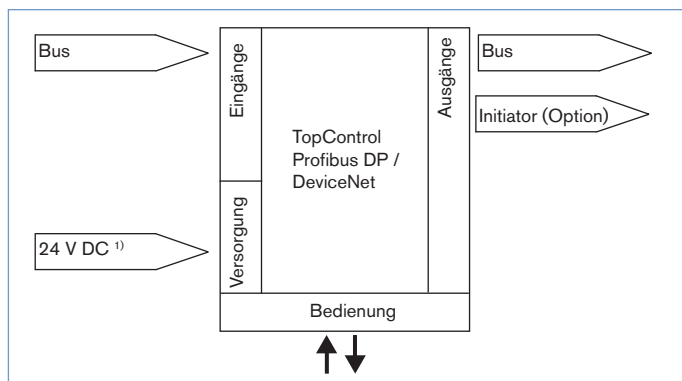 Bus
Eingänge
Ausgänge
Bus
Initiator (Option)
TopControl
Profibus DP /
DeviceNet
Versorgung
24 V DC 1)
Bedienung